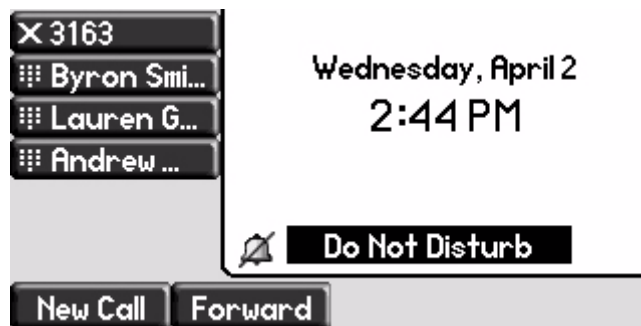 3163
Byron Smi...
Lauren G...
Andrew ...
Wednesday, April 2
2:44 PM
Do Not Disturb
New Call
Forward